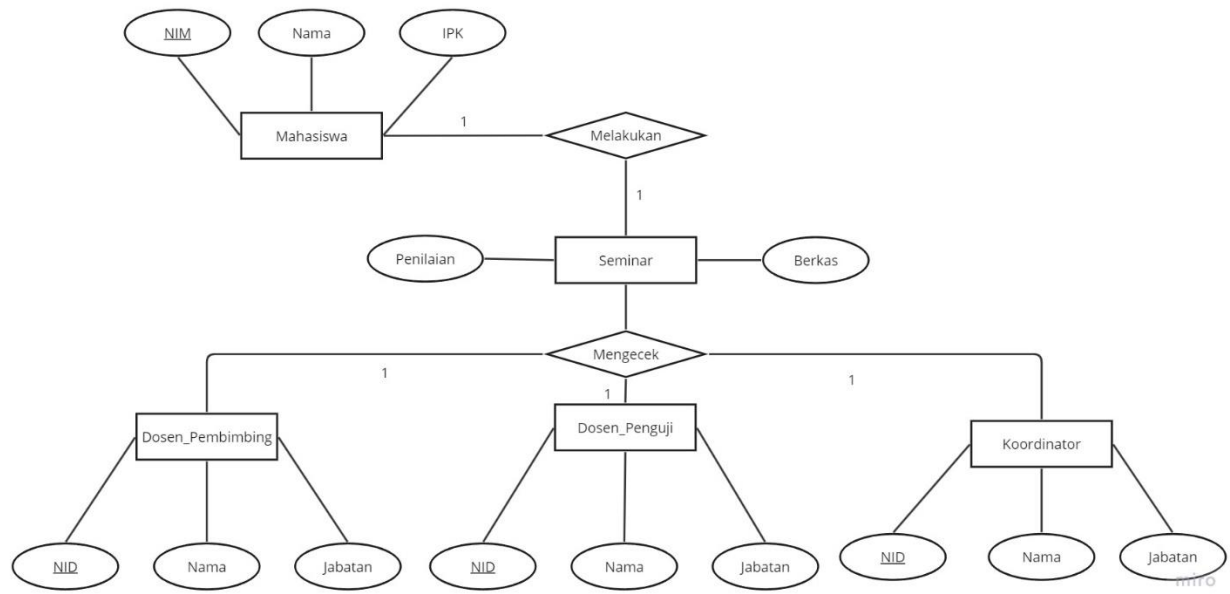 NIM
Nama
IPK
Mahasiswa
1
Melakukan
1
Penilaian
Seminar
Berkas
Mengecek
1
1
1
Dosen_Pembimbing
Dosen_Penguji
Koordinator
NID
Nama
Jabatan
NID
Nama
Jabatan
NID
Nama
Jabatan
miro